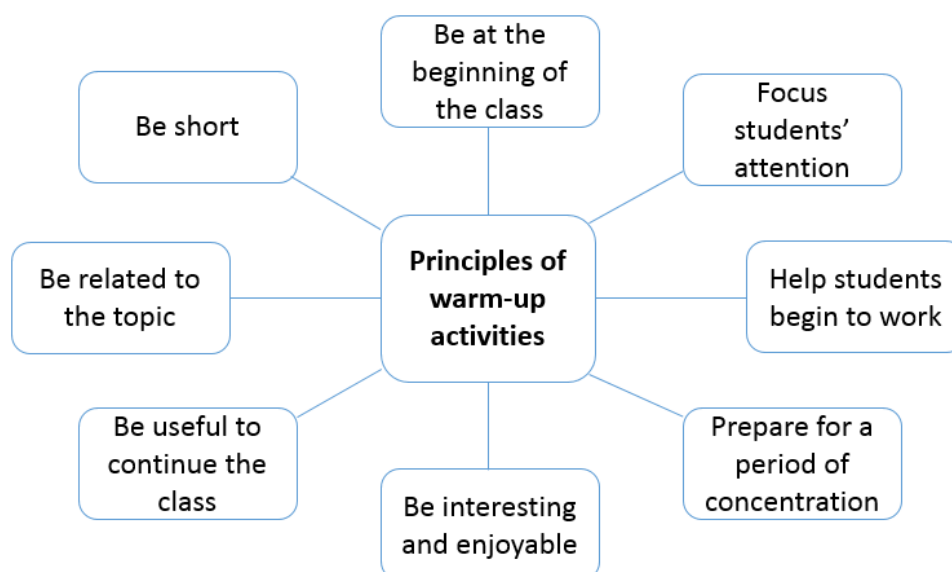 Be at the
beginning of
the class
Focus
students’
attention
Help students
begin to work
Prepare for a
period of
concentration
Be interesting
and enjoyable
Be useful to
continue the
class
Be related to
the topic
Be short
Principles of
warm-up
activities